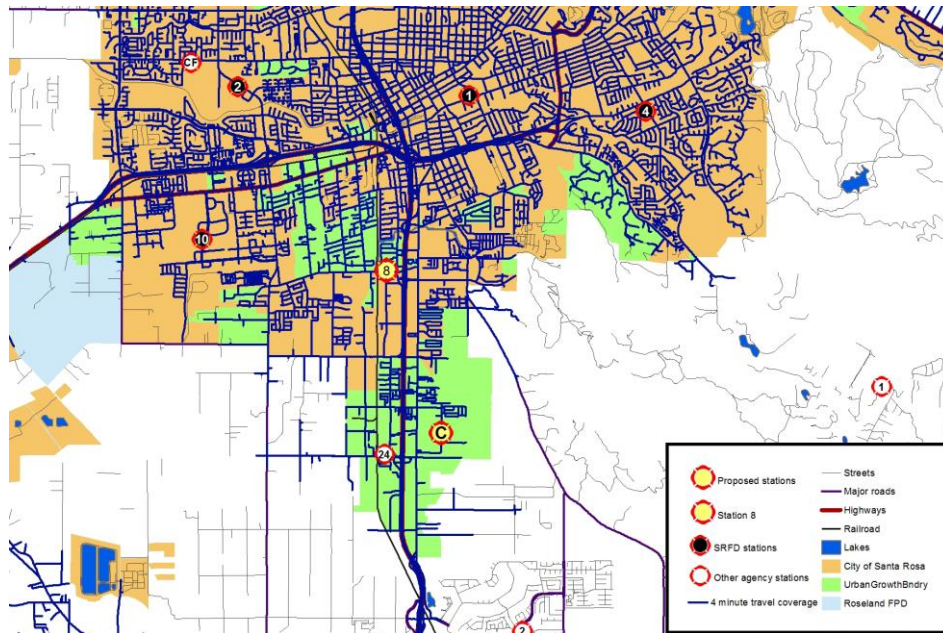 CF
2
1
4
10
8
1
C
24
2
Proposed stations
Station 8
SRFD stations
Other agency stations
4 minute travel coverage
Streets
Major roads
Highways
Railroad
Lakes
City of Santa Rosa
UrbanGrowthBndry
Roseland FPD